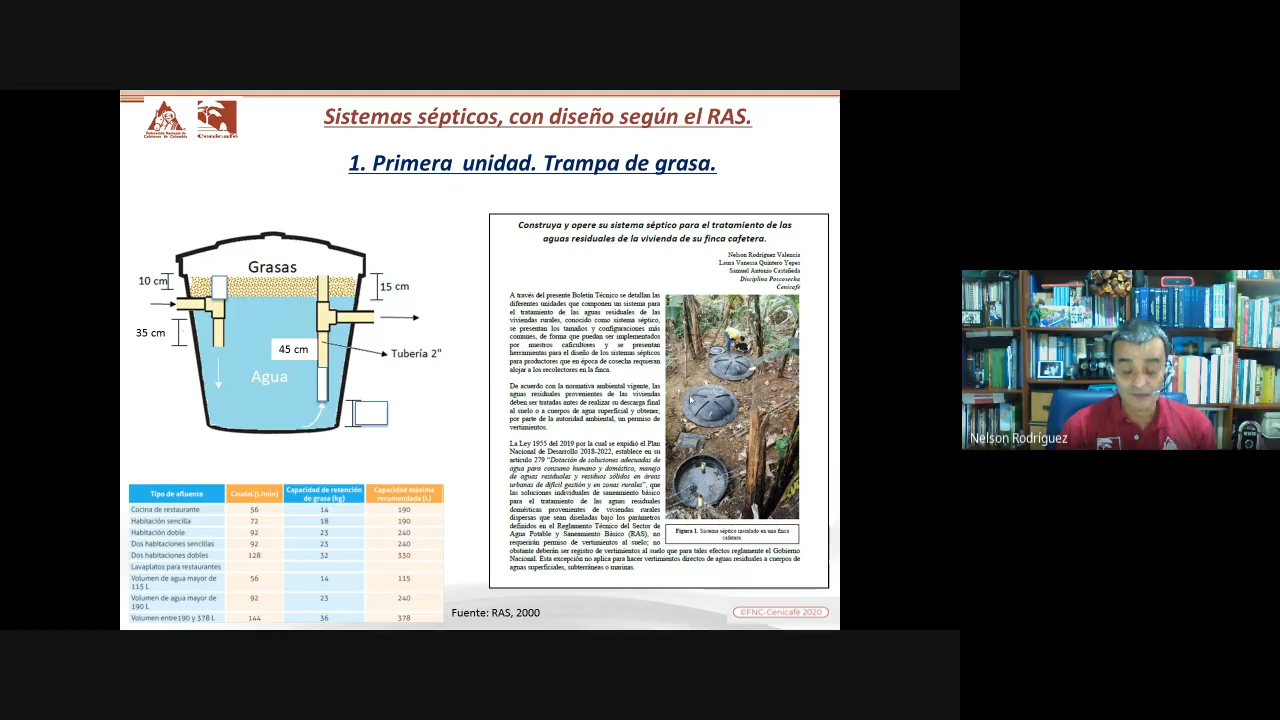 Sistemas sépticos, con diseño según el RAS.
Federación Nacional de
Cafeteros de Colombia
Cenicafé
1. Primera unidad. Trampa de grasa.
Grasas
10 cm
15 cm
35 cm
45 cm
Tubería 2"
Agua
Tipo de afluente Caudal (L/min) Capacidad de retención de grasa (kg) Capacidad máxima recomendada (L)
Cocina de restaurante 56 14 190
Habitación sencilla 72 18 190
Habitación doble 92 23 240
Dos habitaciones sencillas 92 23 240
Dos habitaciones dobles 128 32 330
Lavaplatos para restaurantes
Volumen de agua mayor de 115 L 56 14 115
Volumen de agua mayor de 190 L 92 23 240
Volumen entre190 y 378 L 144 36 378
Fuente: RAS, 2000
Construya y opere su sistema séptico para el tratamiento de las
aguas residuales de la vivienda de su finca cafetera.
Nelson Rodríguez Valencia
Laura Vanessa Quintero Yepes
Samuel Antonio Castañeda
Disciplina Poscosecha
Cenicafé
A través del presente Boletín Técnico se detallan las
diferentes unidades que componen un sistema para
el tratamiento de las aguas residuales de las
viviendas rurales, conocido como sistema séptico,
se presentan los tamaños y configuraciones más
comunes, de forma que puedan ser implementados
por nuestros caficultores y se presentan
herramientas para el diseño de los sistemas sépticos
para productores que en época de cosecha requieran
alojar a los recolectores en la finca.
De acuerdo con la normativa ambiental vigente, las
aguas residuales provenientes de las viviendas
deben ser tratadas antes de realizar su descarga final
al suelo o a cuerpos de agua superficial y obtener,
por parte de la autoridad ambiental, un permiso de
vertimientos.
La Ley 1955 del 2019 por la cual se expidió el Plan
Nacional de Desarrollo 2018-2022, establece en su
artículo 279 "Dotación de soluciones adecuadas de
agua para consumo humano y doméstico, manejo
de aguas residuales y residuos sólidos en áreas
urbanas de difícil gestión y en zonas rurales", que
las soluciones individuales de saneamiento básico
para el tratamiento de las aguas residuales
domésticas provenientes de viviendas rurales
dispersas que sean diseñadas bajo los parámetros
definidos en el Reglamento Técnico del Sector de
Agua Potable y Saneamiento Básico (RAS), no
requerirán permiso de vertimientos al suelo; no
obstante deberán ser registro de vertimientos al suelo que para tales efectos reglamente el Gobierno
Nacional. Esta excepción no aplica para hacer vertimientos directos de aguas residuales a cuerpos de
aguas superficiales, subterráneas o marinas.
Figura 1. Sistema séptico instalado en una finca
cafetera.
©FNC-Cenicafé 2020
Nelson Rodríguez